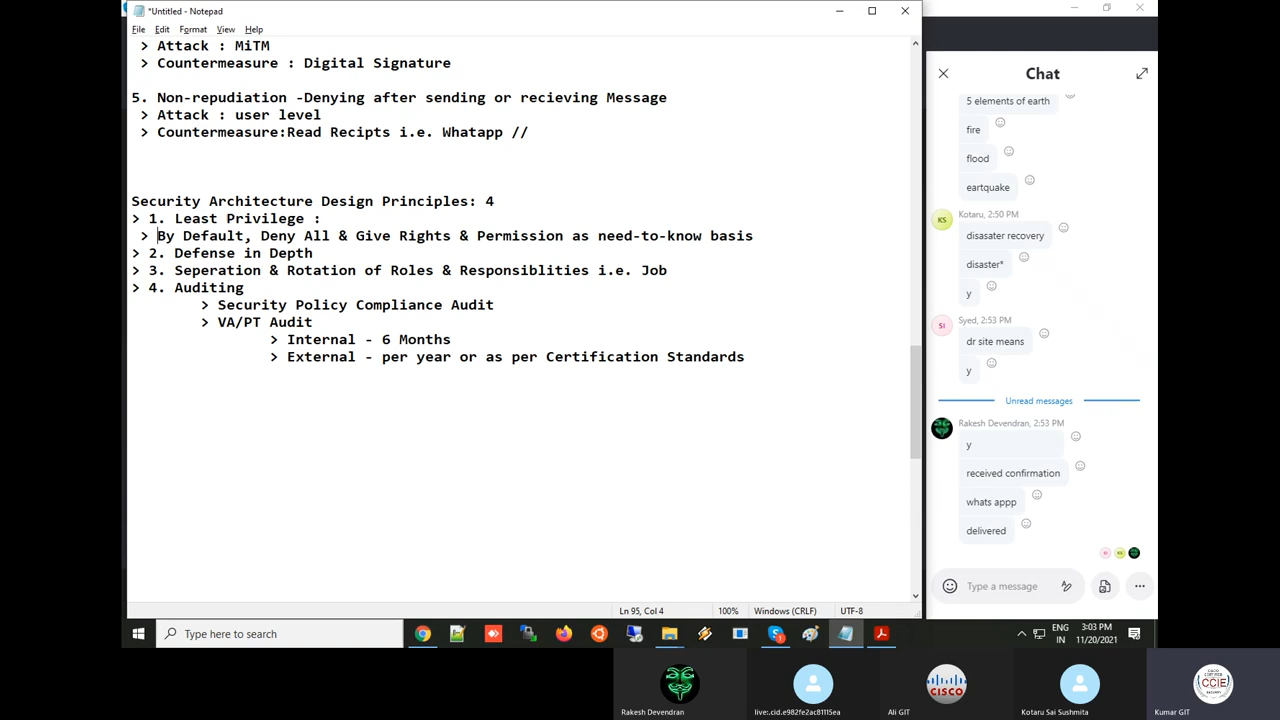 *Untitled - Notepad
File Edit Format View Help
> Attack : MiTM
> Countermeasure : Digital Signature
5. Non-repudiation -Denying after sending or recieving Message
> Attack : user level
> Countermeasure:Read Recipts i.e. Whatapp //
Security Architecture Design Principles: 4
> 1. Least Privilege :
> By Default, Deny All & Give Rights & Permission as need-to-know basis
> 2. Defense in Depth
> 3. Seperation & Rotation of Roles & Responsiblities i.e. Job
> 4. Auditing
> Security Policy Compliance Audit
> VA/PT Audit
> Internal - 6 Months
> External - per year or as per Certification Standards
Ln 95, Col 4 100% Windows (CRLF) UTF-8
Chat
5 elements of earth
fire
flood
eartquake
KS
Kotaru, 2:50 PM
disasater recovery
disaster*
y
SI
Syed, 2:53 PM
dr site means
y
Unread messages
Rakesh Devendran, 2:53 PM
y
received confirmation
whats appp
delivered
SI KS
Type a message
Type here to search
ENG
IN
3:03 PM
11/20/2021
Rakesh Devendran
live:.cid.e982fe2ac81115ea
CISCO
Ali GIT
Kotaru Sai Sushmita
CCIE
Kumar GIT